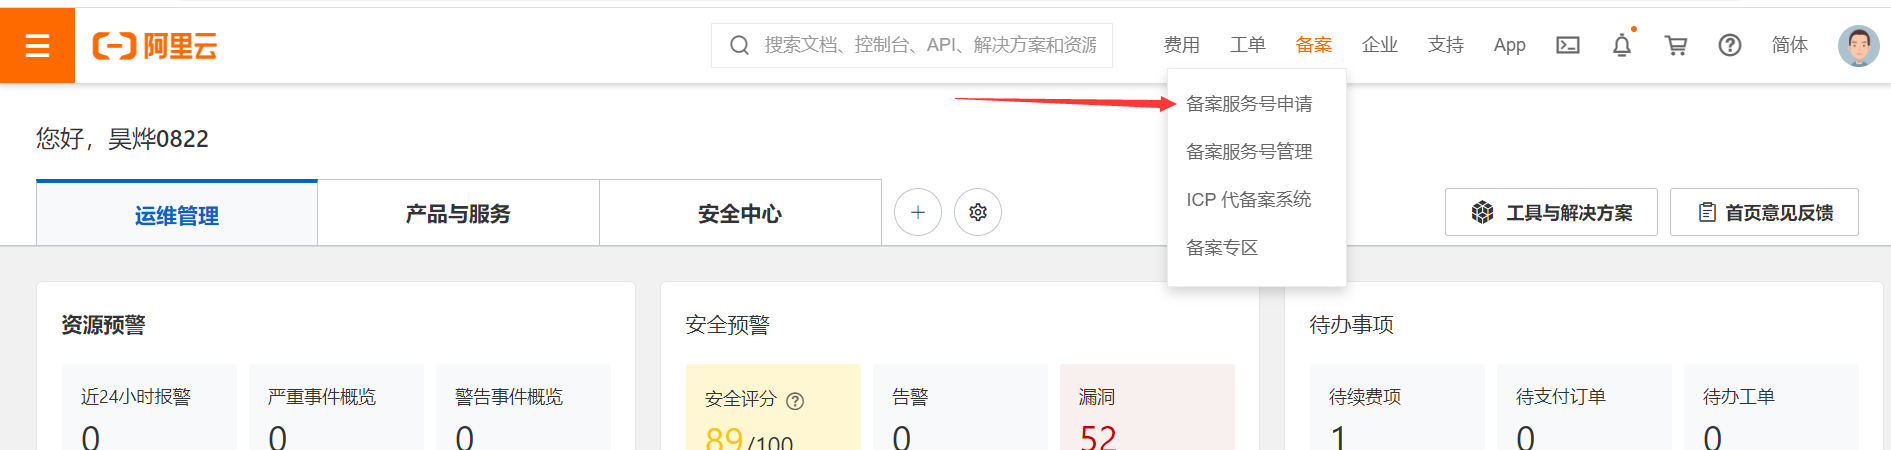 阿里云
搜索文档、控制台、API、解决方案和资源
费用 工单 备案 企业 支持 App 简体
备案服务号申请
备案服务号管理
ICP 代备案系统
备案专区
您好，昊烨0822
运维管理 产品与服务 安全中心
工具与解决方案 首页意见反馈
资源预警
近24小时报警 严重事件概览 警告事件概览
0 0 0
安全预警
安全评分 告警 漏洞
89/100 0 52
待办事项
待续费项 待支付订单 待办工单
1 0 0